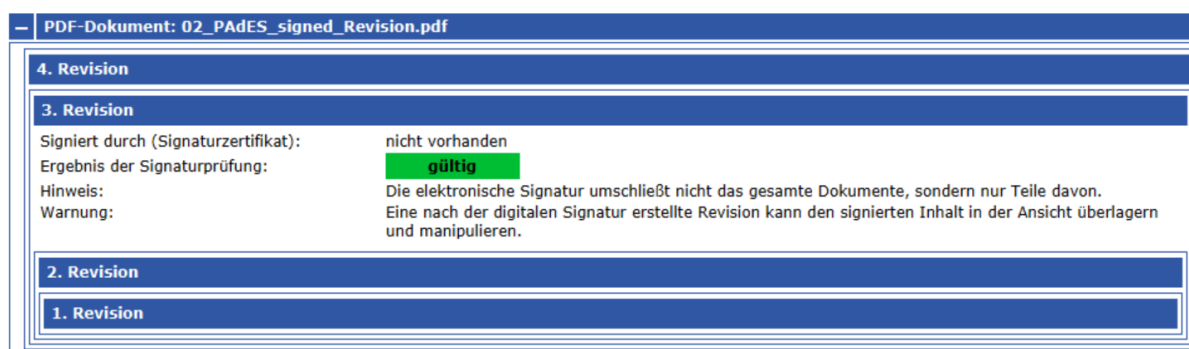 PDF-Dokument: 02_PAdES_signed_Revision.pdf
4. Revision
3. Revision
Signiert durch (Signaturzertifikat): nicht vorhanden
Ergebnis der Signaturprüfung: gültig
Hinweis: Die elektronische Signatur umschließt nicht das gesamte Dokumente, sondern nur Teile davon.
Warnung: Eine nach der digitalen Signatur erstellte Revision kann den signierten Inhalt in der Ansicht überlagern
und manipulieren.
2. Revision
1. Revision